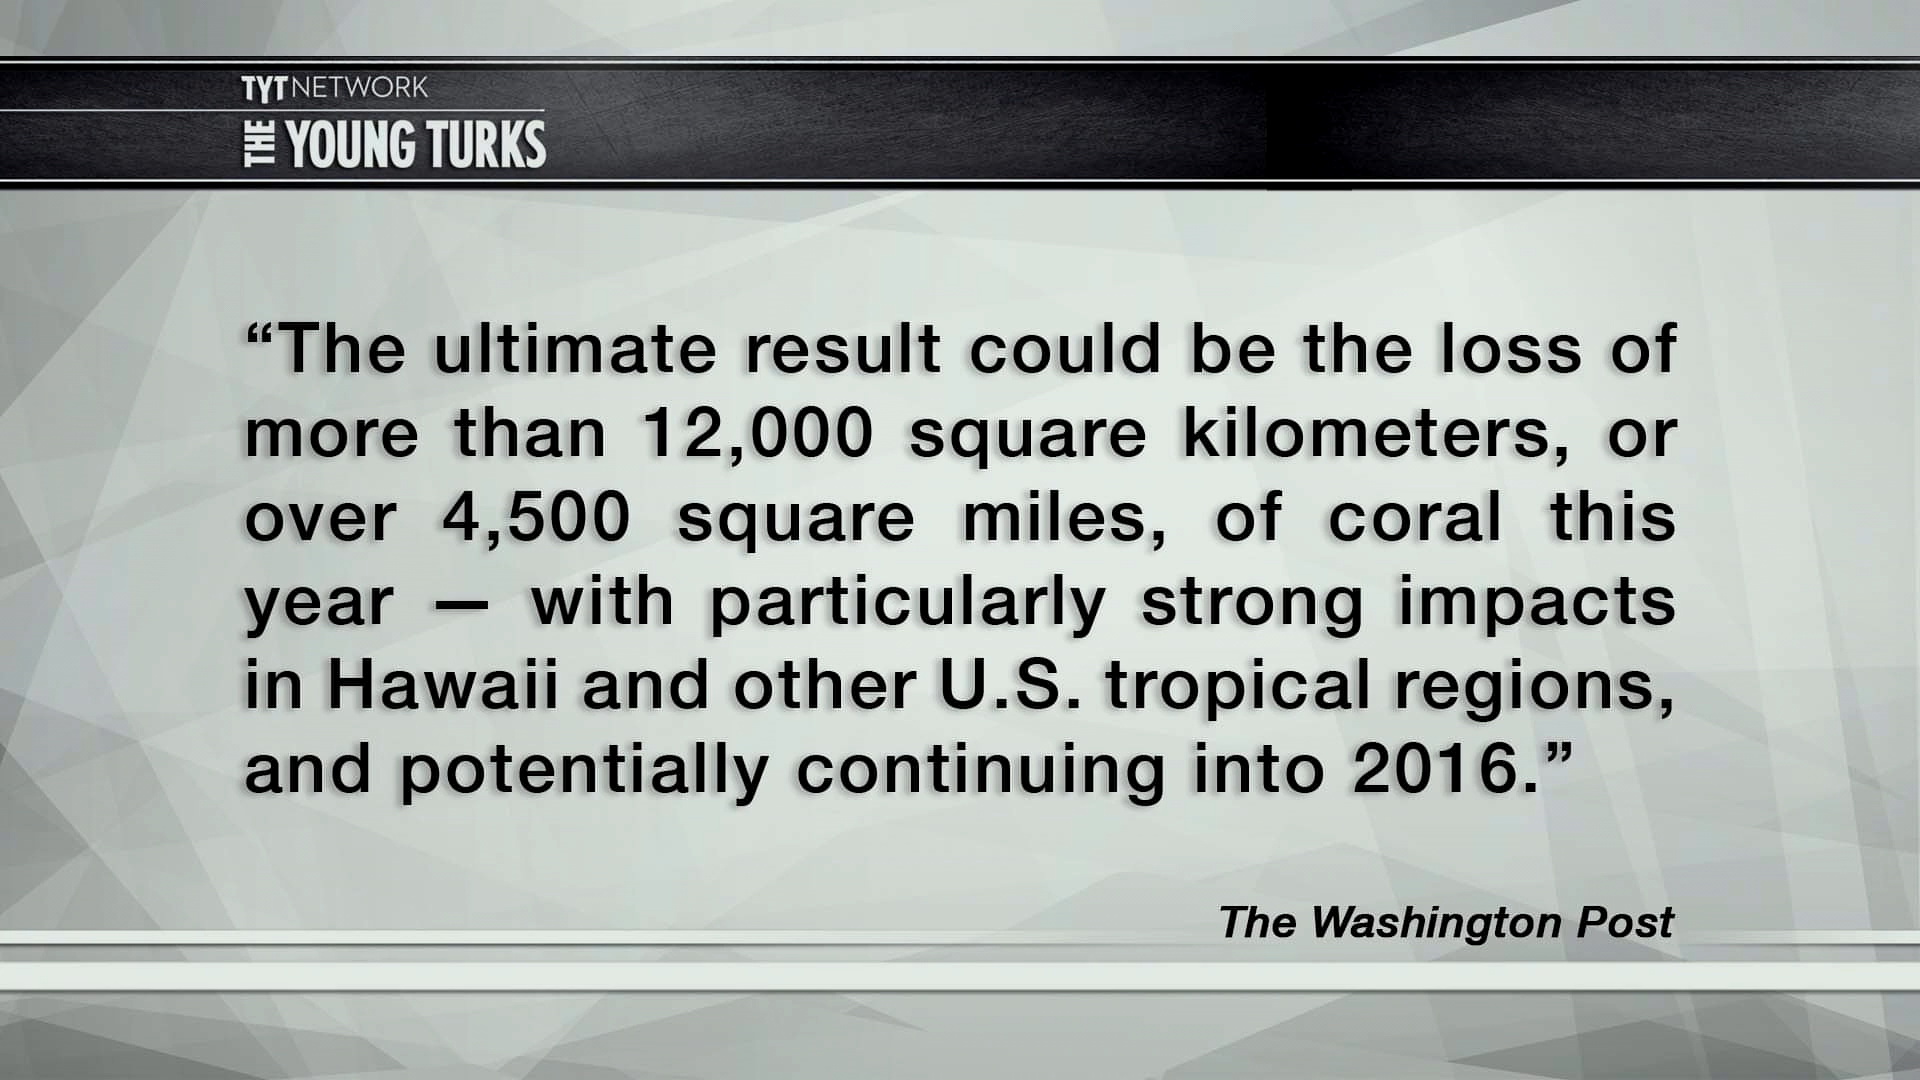 TYT NETWORK
THE YOUNG TURKS
“The ultimate result could be the loss of
more than 12,000 square kilometers, or
over 4,500 square miles, of coral this
year — with particularly strong impacts
in Hawaii and other U.S. tropical regions,
and potentially continuing into 2016.”
The Washington Post